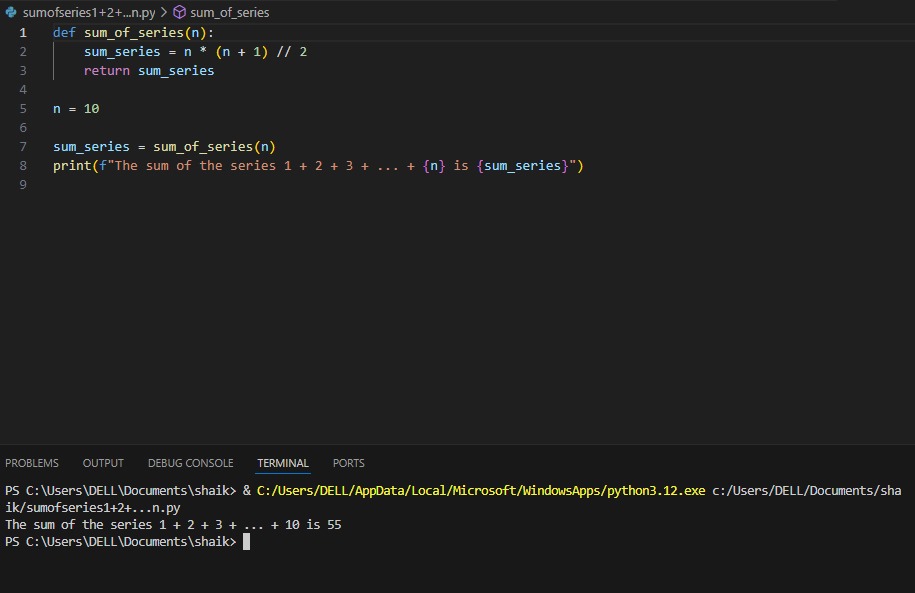 sumofseries1+2+...n.py > sum_of_series
1 def sum_of_series(n):
2     sum_series = n * (n + 1) // 2
3     return sum_series
4
5 n = 10
6
7 sum_series = sum_of_series(n)
8 print(f"The sum of the series 1 + 2 + 3 + ... + {n} is {sum_series}")
9
PROBLEMS OUTPUT DEBUG CONSOLE TERMINAL PORTS
PS C:\Users\DELL\Documents\shaik> & C:/Users/DELL/AppData/Local/Microsoft/WindowsApps/python3.12.exe c:/Users/DELL/Documents/sha
ik/sumofseries1+2+...n.py
The sum of the series 1 + 2 + 3 + ... + 10 is 55
PS C:\Users\DELL\Documents\shaik>